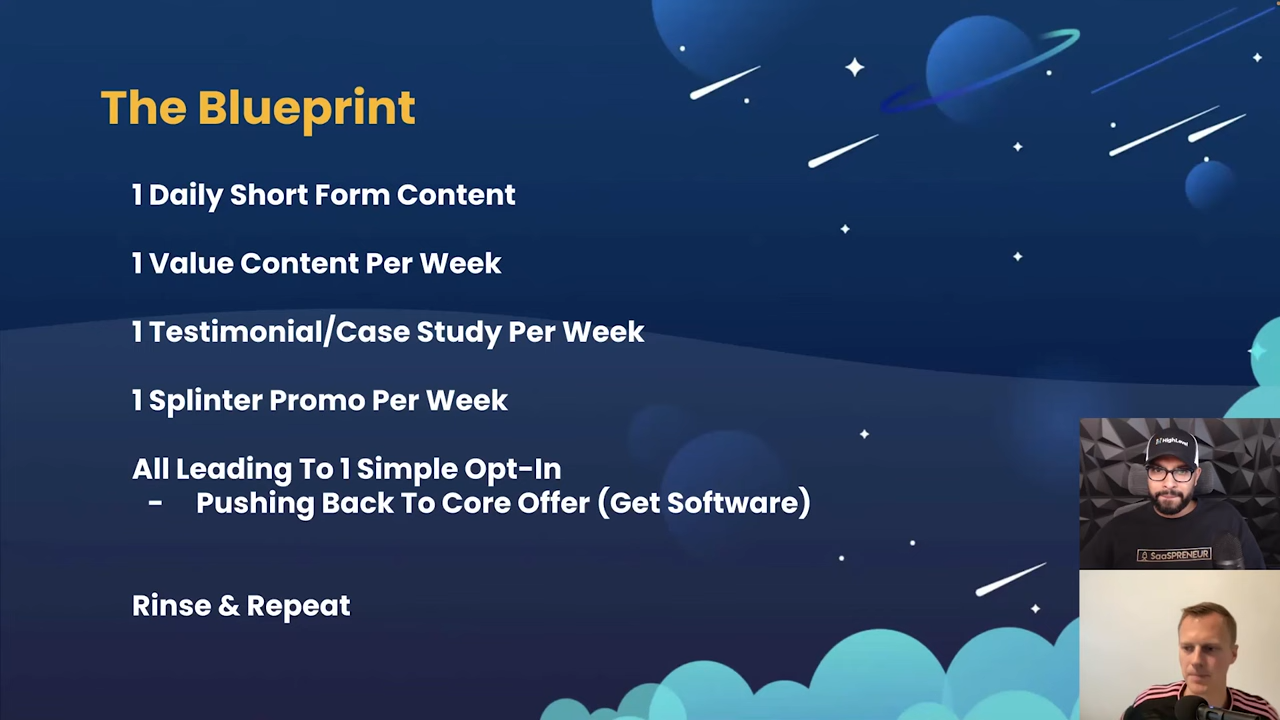 The Blueprint
1 Daily Short Form Content
1 Value Content Per Week
1 Testimonial/Case Study Per Week
1 Splinter Promo Per Week
All Leading To 1 Simple Opt-In
- Pushing Back To Core Offer (Get Software)
Rinse & Repeat
HighLevel
SaaSPRENEUR